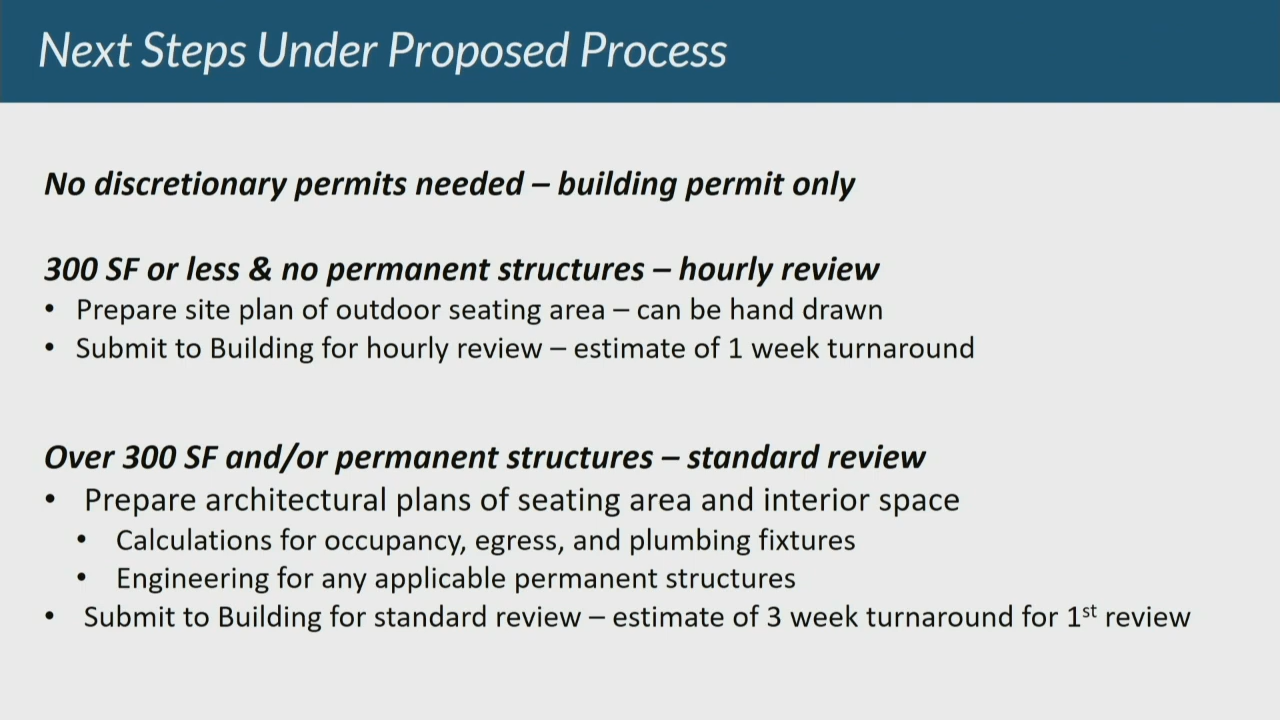 Next Steps Under Proposed Process
No discretionary permits needed – building permit only
300 SF or less & no permanent structures – hourly review
• Prepare site plan of outdoor seating area – can be hand drawn
• Submit to Building for hourly review – estimate of 1 week turnaround
Over 300 SF and/or permanent structures – standard review
• Prepare architectural plans of seating area and interior space
• Calculations for occupancy, egress, and plumbing fixtures
• Engineering for any applicable permanent structures
• Submit to Building for standard review – estimate of 3 week turnaround for 1st review